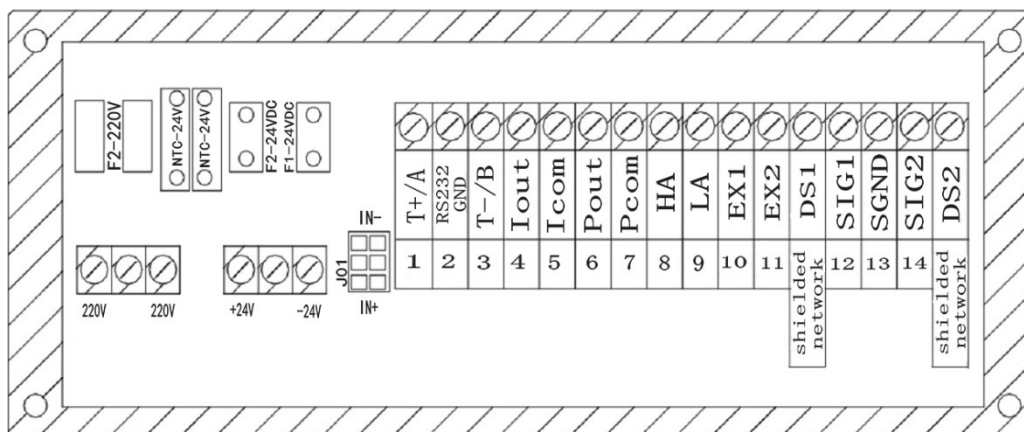 F2-220V
NTC-24V
NTC-24V
F2-24VDC
F1-24VDC
220V
220V
+24V
-24V
IN-
J01
IN+
T+/A
RS232
GND
T-/B
Iout
Icom
Pout
Pcom
HA
LA
EX1
EX2
DS1
SIG1
SGND
SIG2
DS2
1
2
3
4
5
6
7
8
9
10
11
shielded
network
12
13
14
shielded
network